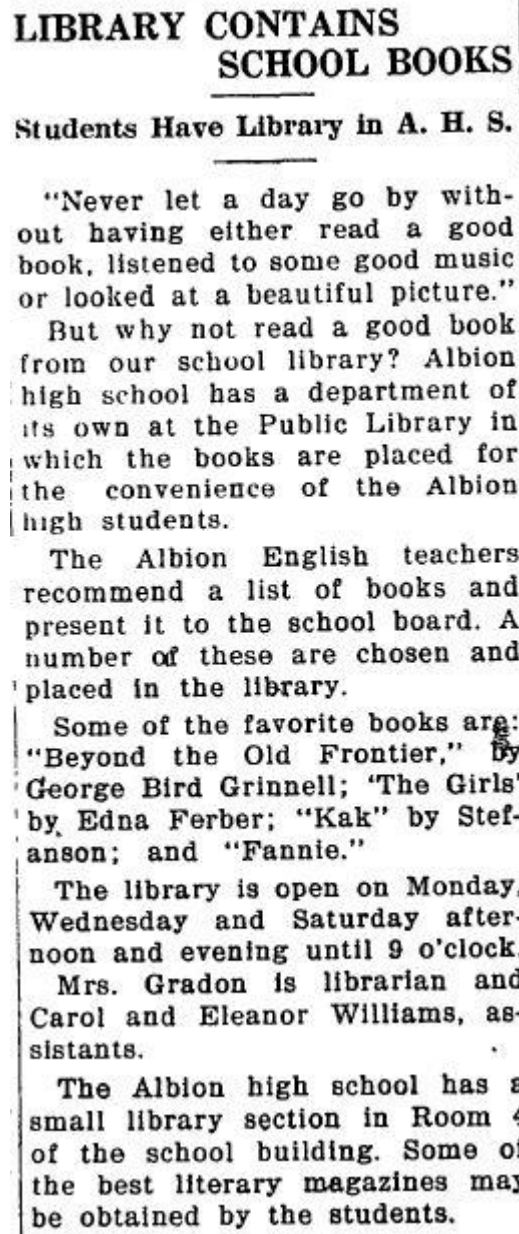 LIBRARY CONTAINS
SCHOOL BOOKS
Students Have Library in A. H. S.
"Never let a day go by with-
out having either read a good
book, listened to some good music
or looked at a beautiful picture."
But why not read a good book
from our school library? Albion
high school has a department of
its own at the Public Library in
which the books are placed for
the convenience of the Albion
high students.
The Albion English teachers
recommend a list of books and
present it to the school board. A
number of these are chosen and
placed in the library.
Some of the favorite books are:
"Beyond the Old Frontier," by
George Bird Grinnell; 'The Girls'
by Edna Ferber; "Kak" by Stef-
anson; and "Fannie."
The library is open on Monday,
Wednesday and Saturday after-
noon and evening until 9 o'clock.
Mrs. Gradon is librarian and
Carol and Eleanor Williams, as-
sistants.
The Albion high school has a
small library section in Room 4
of the school building. Some of
the best literary magazines may
be obtained by the students.